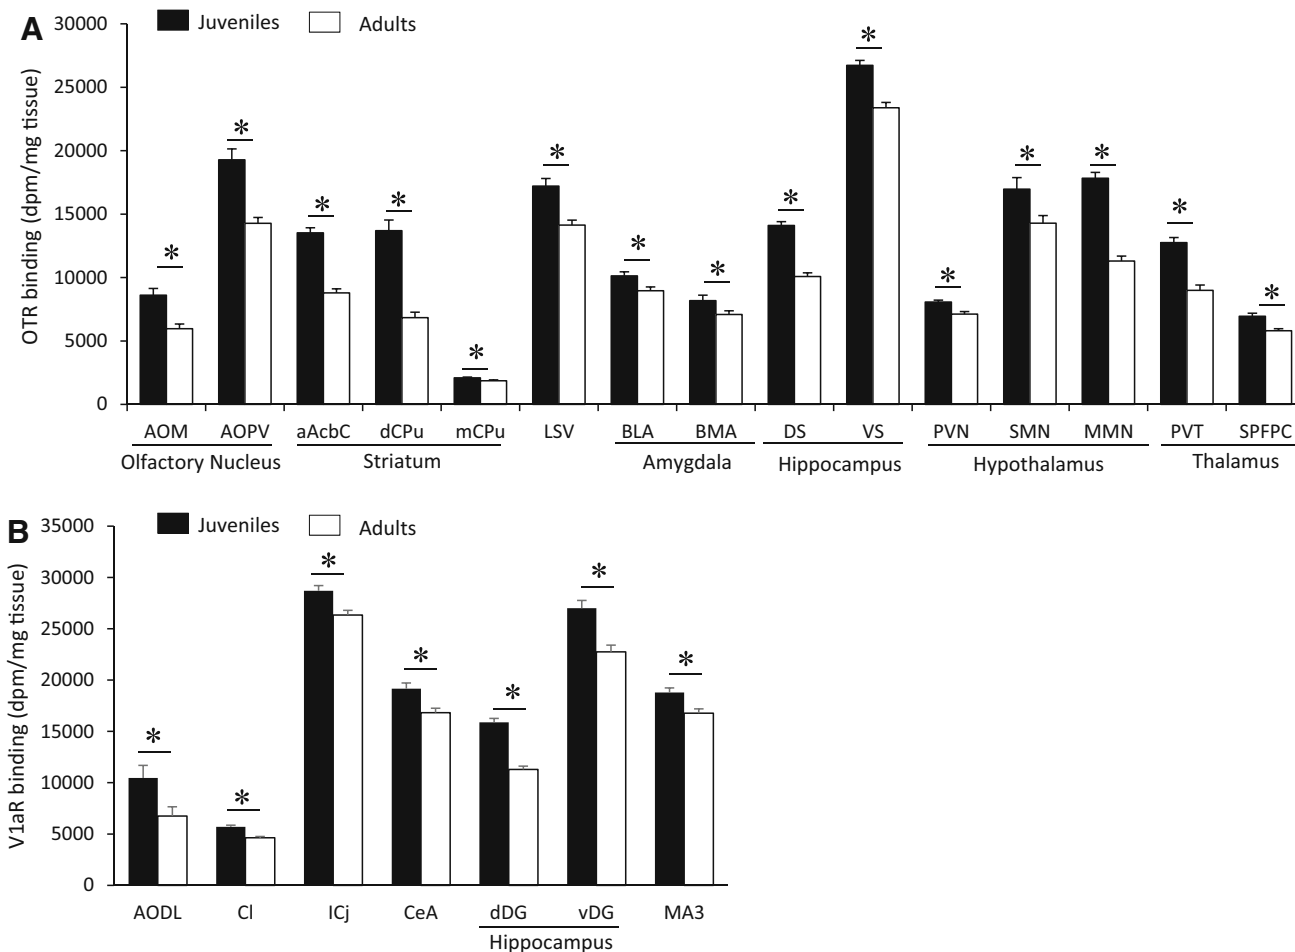 A
Juveniles Adults
OTR binding (dpm/mg tissue)
30000
25000
20000
15000
10000
5000
0
* * * * * * * * * * * * * * *
AOM AOPV aAcbC dCPu mCPu LSV BLA BMA DS VS PVN SMN MMN PVT SPFPC
Olfactory Nucleus Striatum Amygdala Hippocampus Hypothalamus Thalamus
B
Juveniles Adults
V1aR binding (dpm/mg tissue)
35000
30000
25000
20000
15000
10000
5000
0
* * * * * * *
AODL Cl ICj CeA dDG vDG MA3
Hippocampus